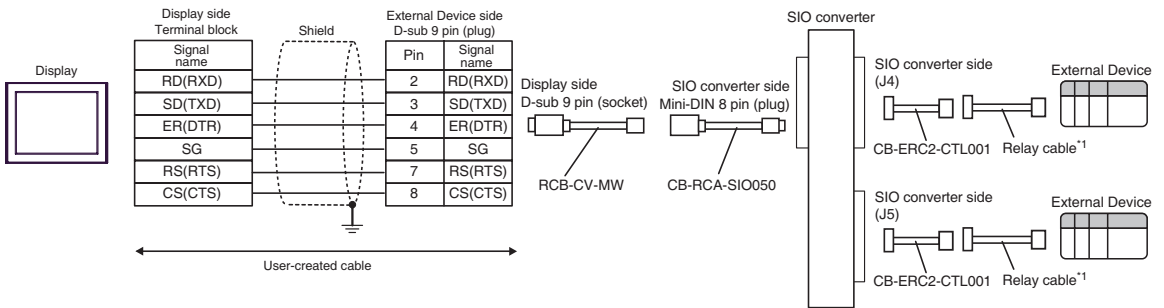 Display
Display side
Terminal block
Shield
External Device side
D-sub 9 pin (plug)
Signal
name
Pin
Signal
name
RD(RXD)
2
RD(RXD)
SD(TXD)
3
SD(TXD)
ER(DTR)
4
ER(DTR)
SG
5
SG
RS(RTS)
7
RS(RTS)
CS(CTS)
8
CS(CTS)
User-created cable
Display side
D-sub 9 pin (socket)
RCB-CV-MW
SIO converter side
Mini-DIN 8 pin (plug)
CB-RCA-SIO050
SIO converter
SIO converter side
(J4)
External Device
CB-ERC2-CTL001
Relay cable*1
SIO converter side
(J5)
External Device
CB-ERC2-CTL001
Relay cable*1